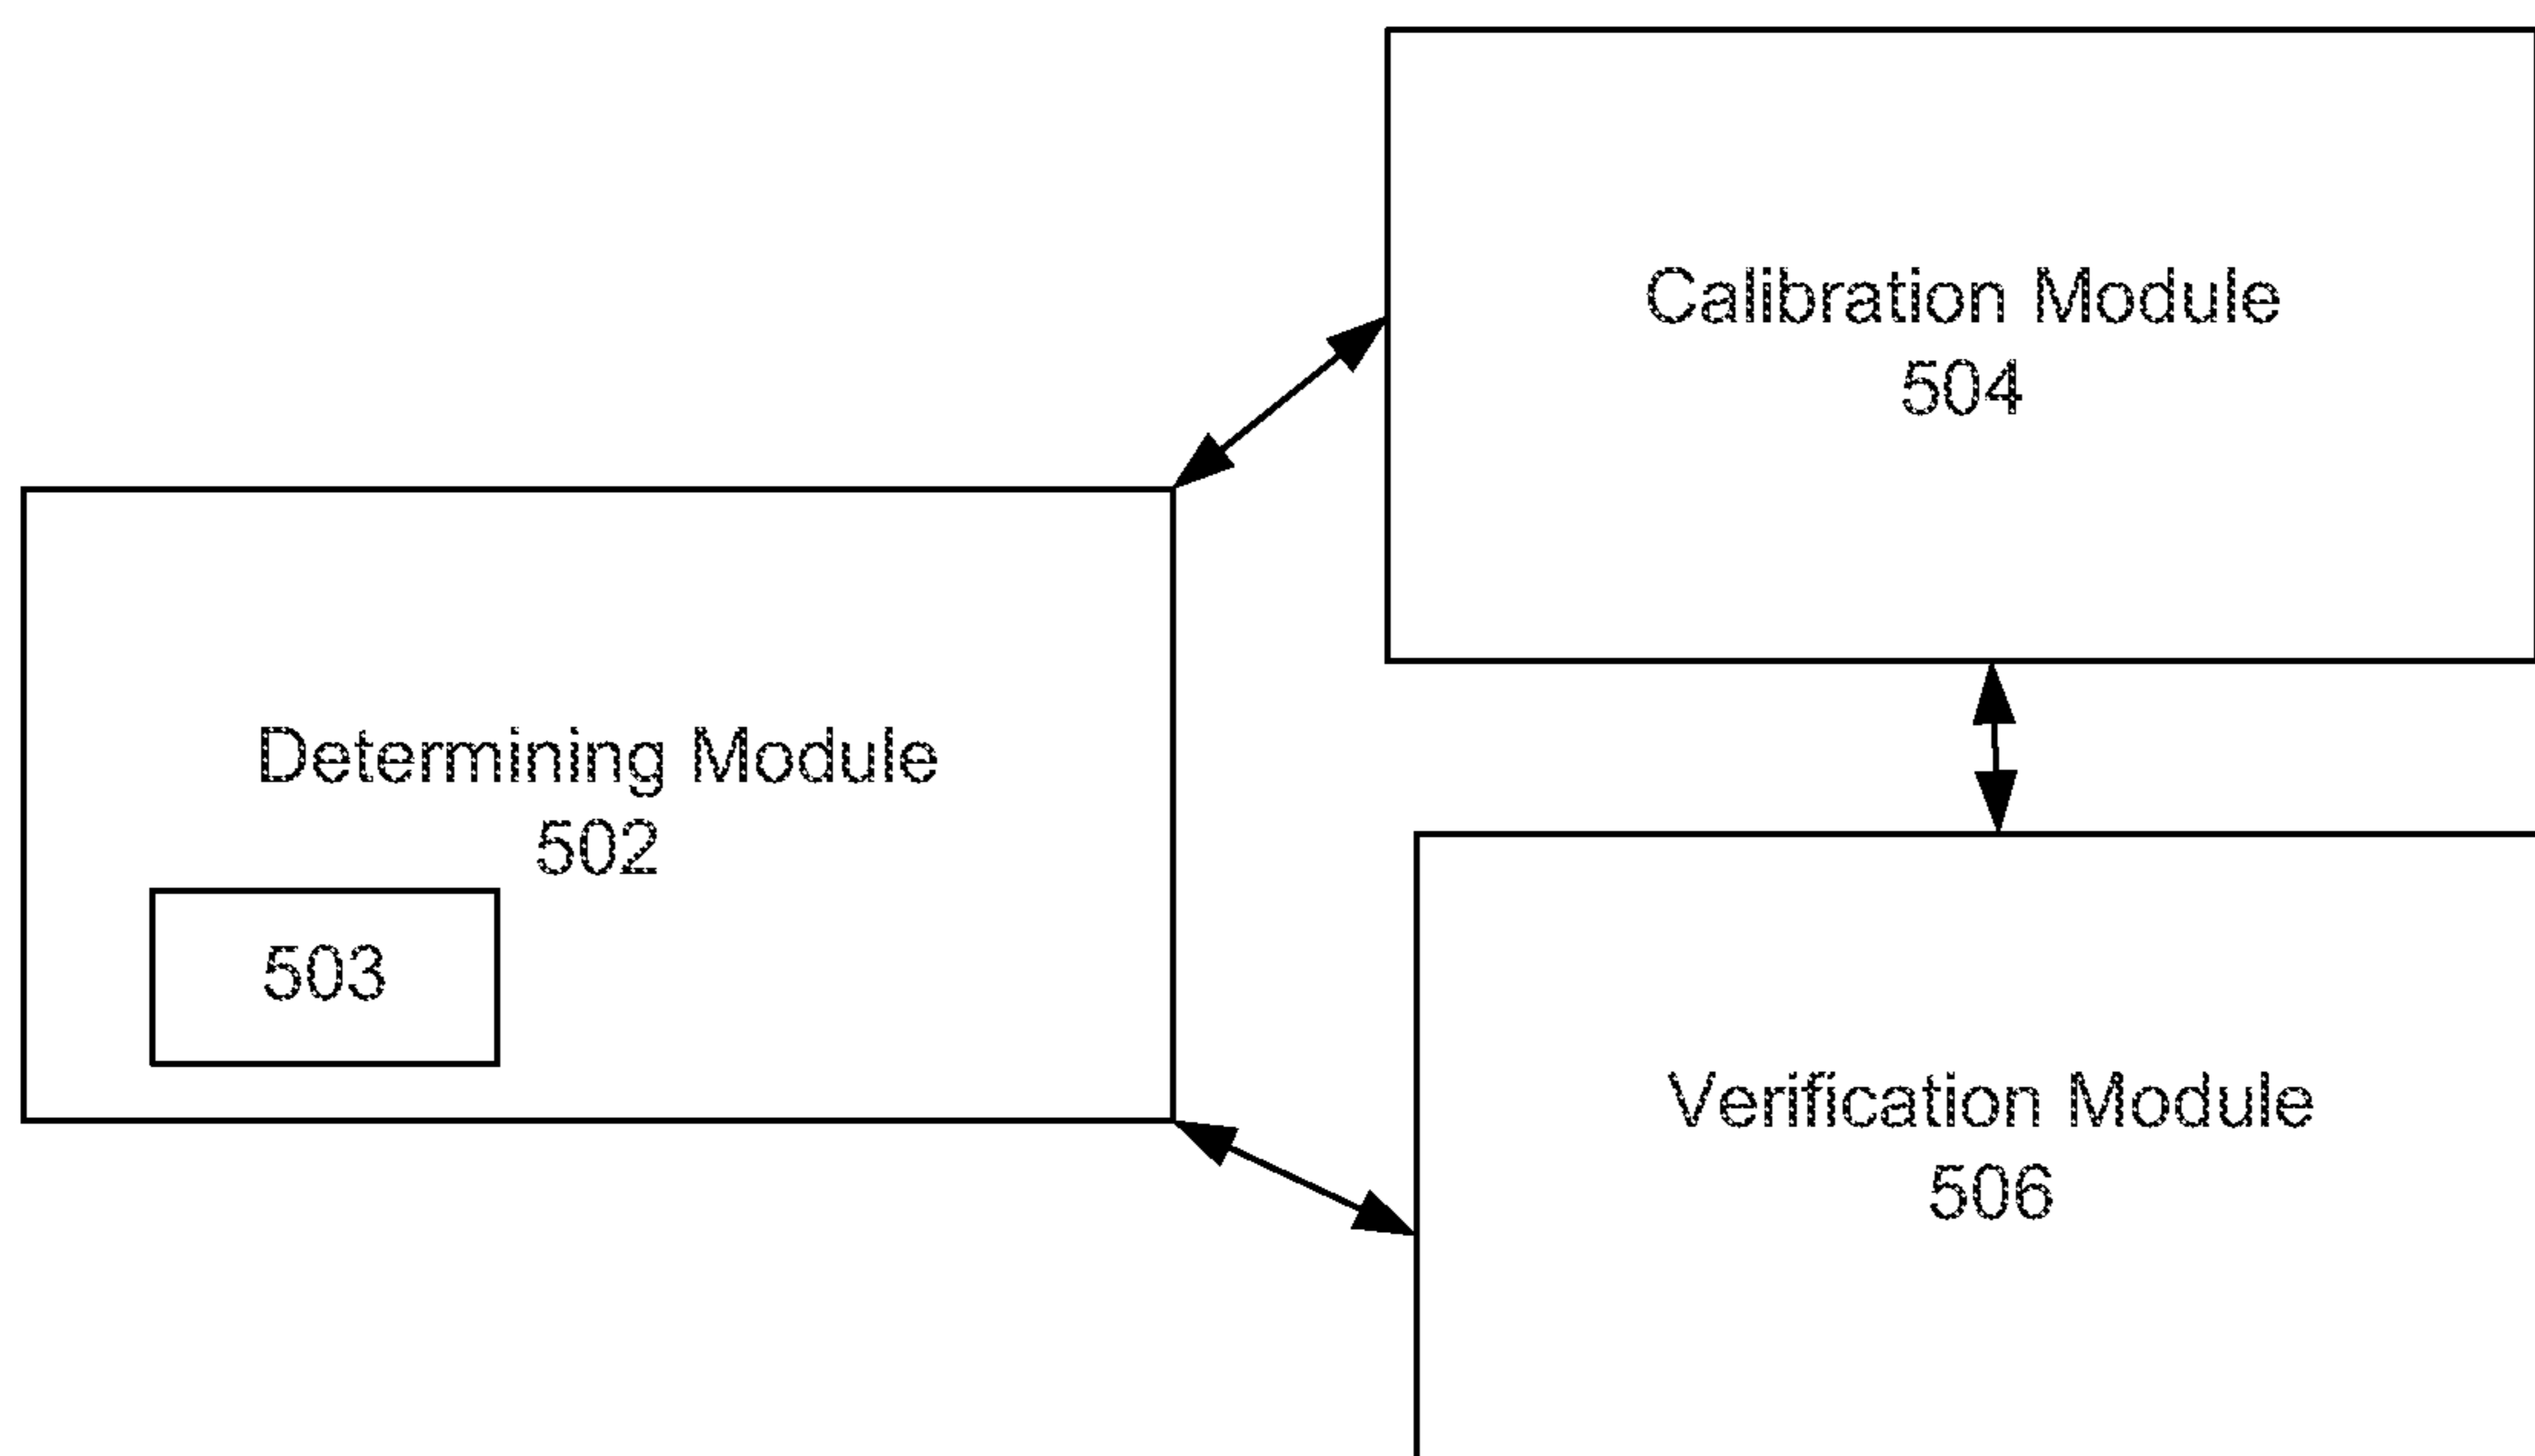 Calibration Module
504
Determining Module
502
503
Verification Module
506